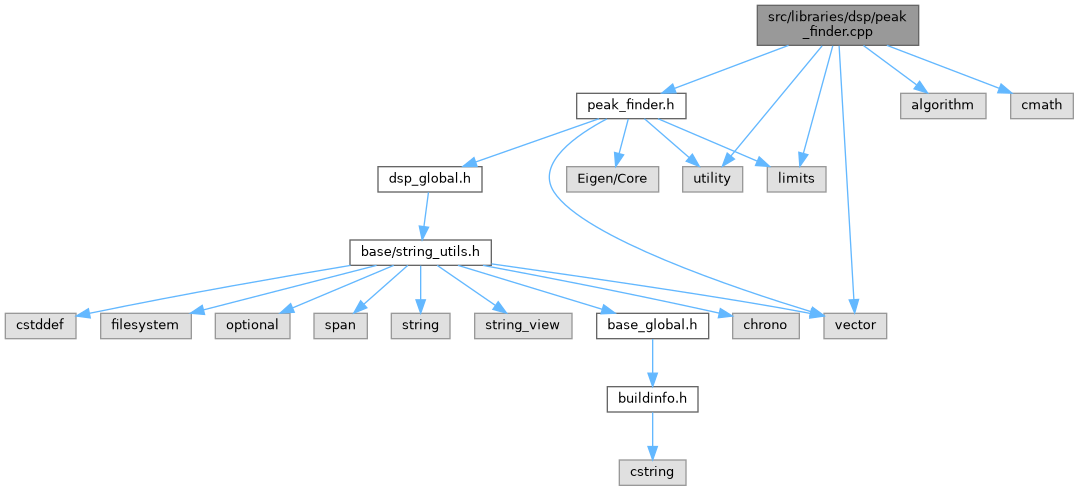 src/libraries/dsp/peak
_finder.cpp
peak_finder.h
algorithm
cmath
dsp_global.h
Eigen/Core
utility
limits
base/string_utils.h
cstddef
filesystem
optional
span
string
string_view
base_global.h
chrono
vector
buildinfo.h
cstring